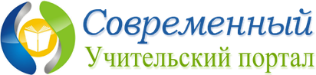 Современный
Учительский портал